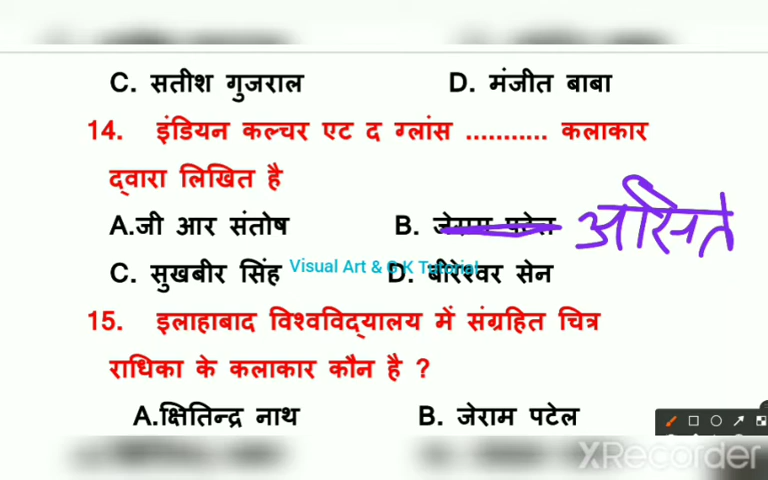 C. सतीश गुजराल D. मंजीत बाबा
14. इंडियन कल्चर एट द ग्लांस ........... कलाकार
द्वारा लिखित है
A.जी आर संतोष B. जेराम पटेल असित
C. सुखबीर सिंह D. बीरेश्वर सेन
Visual Art & G K Tutorial
15. इलाहाबाद विश्वविद्यालय में संग्रहित चित्र
राधिका के कलाकार कौन है ?
A.क्षितिन्द्र नाथ B. जेराम पटेल
XRecorder